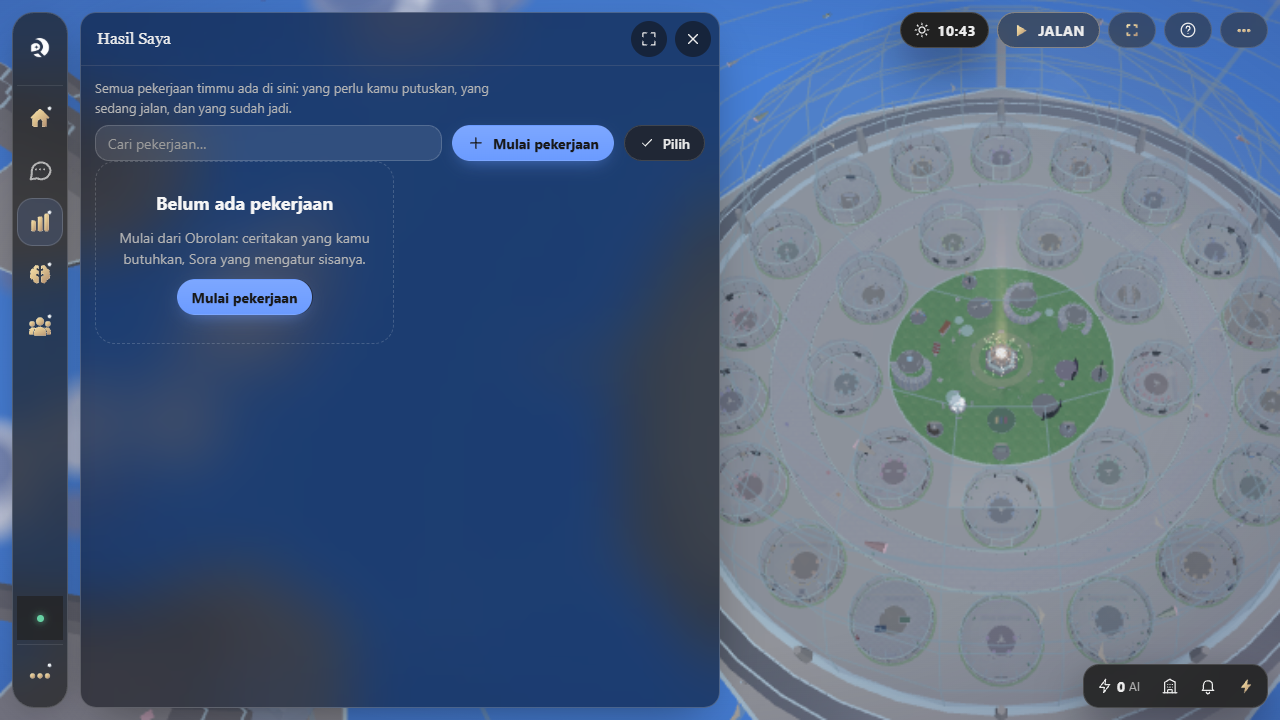 Hasil Saya
10:43
JALAN
Semua pekerjaan timmu ada di sini: yang perlu kamu putuskan, yang
sedang jalan, dan yang sudah jadi.
Cari pekerjaan...
Mulai pekerjaan
Pilih
Belum ada pekerjaan
Mulai dari Obrolan: ceritakan yang kamu
butuhkan, Sora yang mengatur sisanya.
Mulai pekerjaan
0 AI